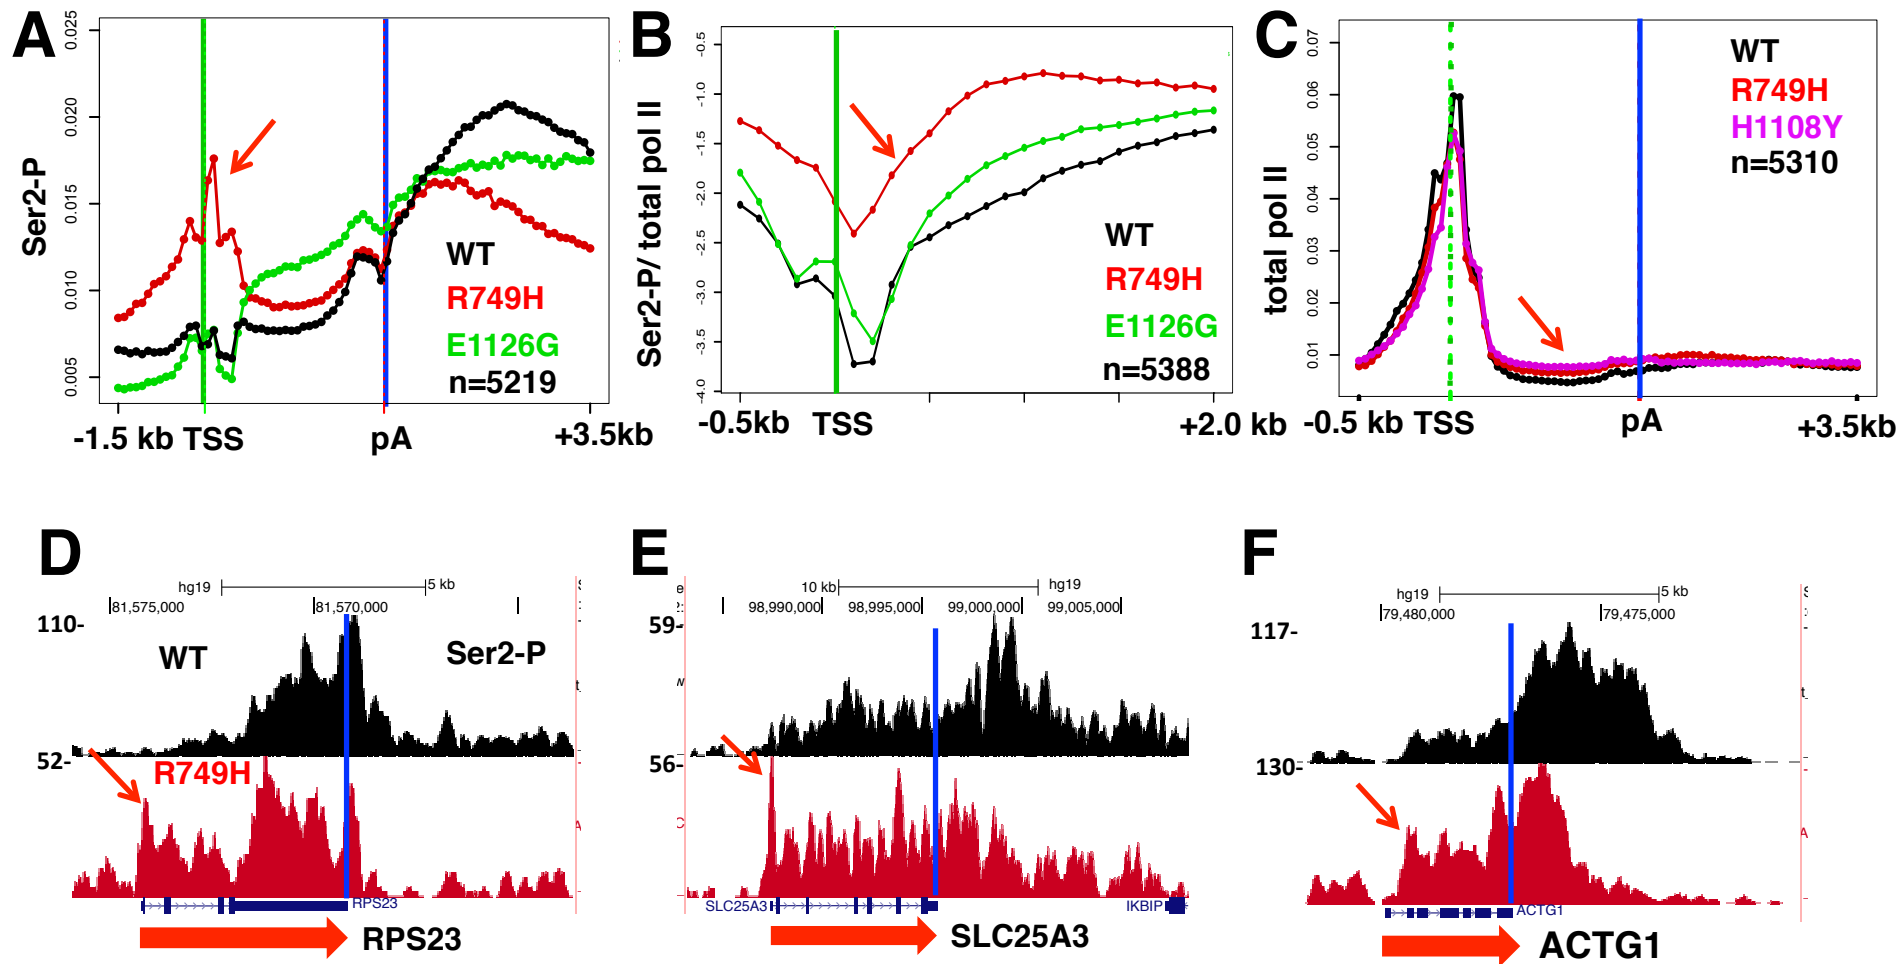 A
Ser2-P
0.005
0.010
0.015
0.020
0.025
WT
R749H
E1126G
n=5219
-1.5 kb TSS
pA
+3.5kb
B
Ser2-P/ total pol II
-4.0
-3.5
-3.0
-2.5
-2.0
-1.5
-1.0
-0.5
WT
R749H
E1126G
n=5388
-0.5kb TSS
+2.0 kb
C
total pol II
0.01
0.02
0.03
0.04
0.05
0.06
0.07
WT
R749H
H1108Y
n=5310
-0.5 kb TSS
pA
+3.5kb
D
hg19
5 kb
81,575,000
81,570,000
110-
WT
Ser2-P
52-
R749H
RPS23
RPS23
E
10 kb
hg19
98,990,000
98,995,000
99,000,000
99,005,000
59-
56-
SLC25A3
IKBIP
SLC25A3
F
hg19
5 kb
79,480,000
79,475,000
117-
130-
ACTG1
ACTG1